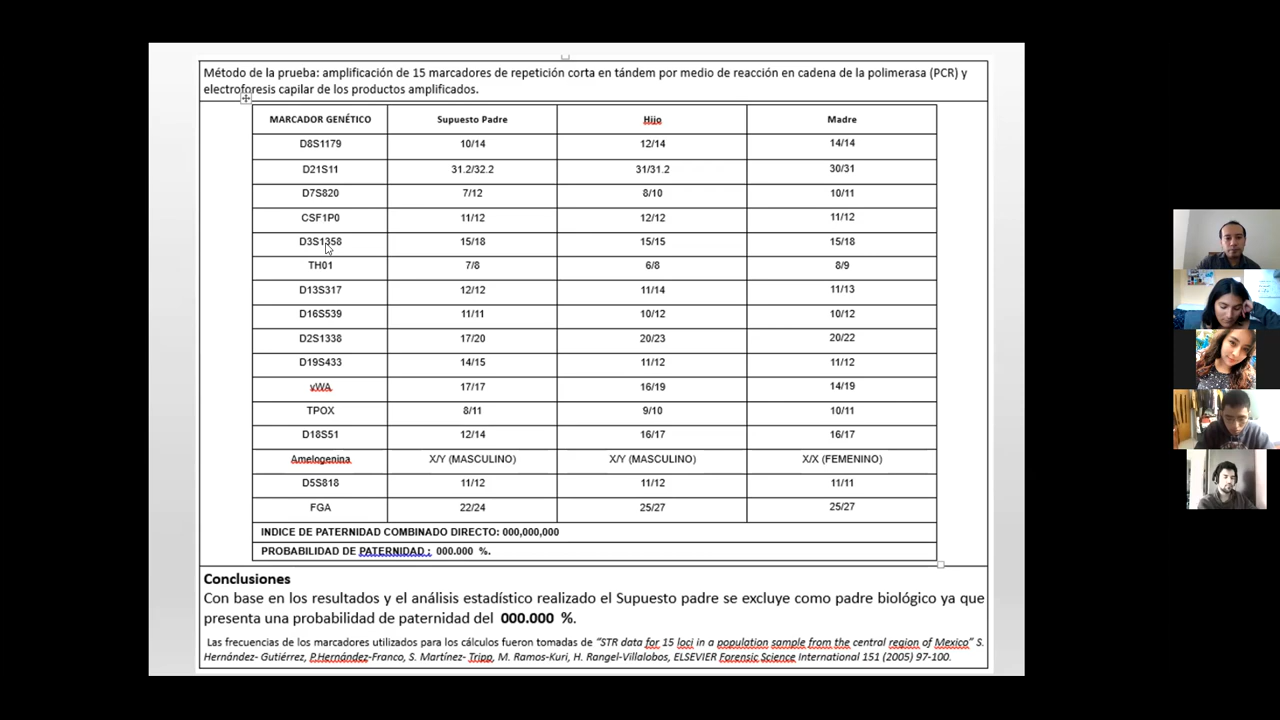 Método de la prueba: amplificación de 15 marcadores de repetición corta en tándem por medio de reacción en cadena de la polimerasa (PCR) y
electroforesis capilar de los productos amplificados.
MARCADOR GENÉTICO Supuesto Padre Hijo Madre
D8S1179 10/14 12/14 14/14
D21S11 31.2/32.2 31/31.2 30/31
D7S820 7/12 8/10 10/11
CSF1P0 11/12 12/12 11/12
D3S1358 15/18 15/15 15/18
TH01 7/8 6/8 8/9
D13S317 12/12 11/14 11/13
D16S539 11/11 10/12 10/12
D2S1338 17/20 20/23 20/22
D19S433 14/15 11/12 11/12
vWA 17/17 16/19 14/19
TPOX 8/11 9/10 10/11
D18S51 12/14 16/17 16/17
Amelogenina X/Y (MASCULINO) X/Y (MASCULINO) X/X (FEMENINO)
D5S818 11/12 11/12 11/11
FGA 22/24 25/27 25/27
INDICE DE PATERNIDAD COMBINADO DIRECTO: 000,000,000
PROBABILIDAD DE PATERNIDAD : 000.000 %.
Conclusiones
Con base en los resultados y el análisis estadístico realizado el Supuesto padre se excluye como padre biológico ya que
presenta una probabilidad de paternidad del 000.000 %.
Las frecuencias de los marcadores utilizados para los cálculos fueron tomadas de “STR data for 15 loci in a population sample from the central region of Mexico” S.
Hernández- Gutiérrez, P.Hernández-Franco, S. Martínez- Tripp, M. Ramos-Kuri, H. Rangel-Villalobos, ELSEVIER Forensic Science International 151 (2005) 97-100.